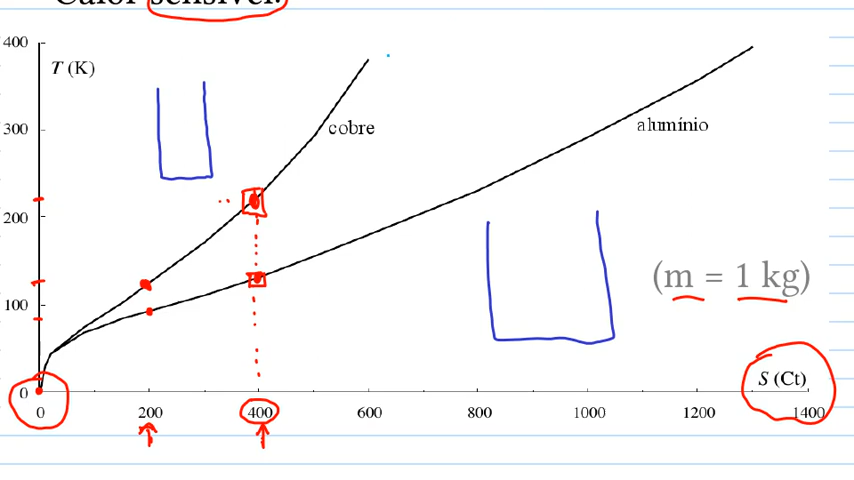 Calor sensível:
400
T (K)
300
cobre
alumínio
200
(m = 1 kg)
100
0
S (Ct)
0 200 400 600 800 1000 1200 1400